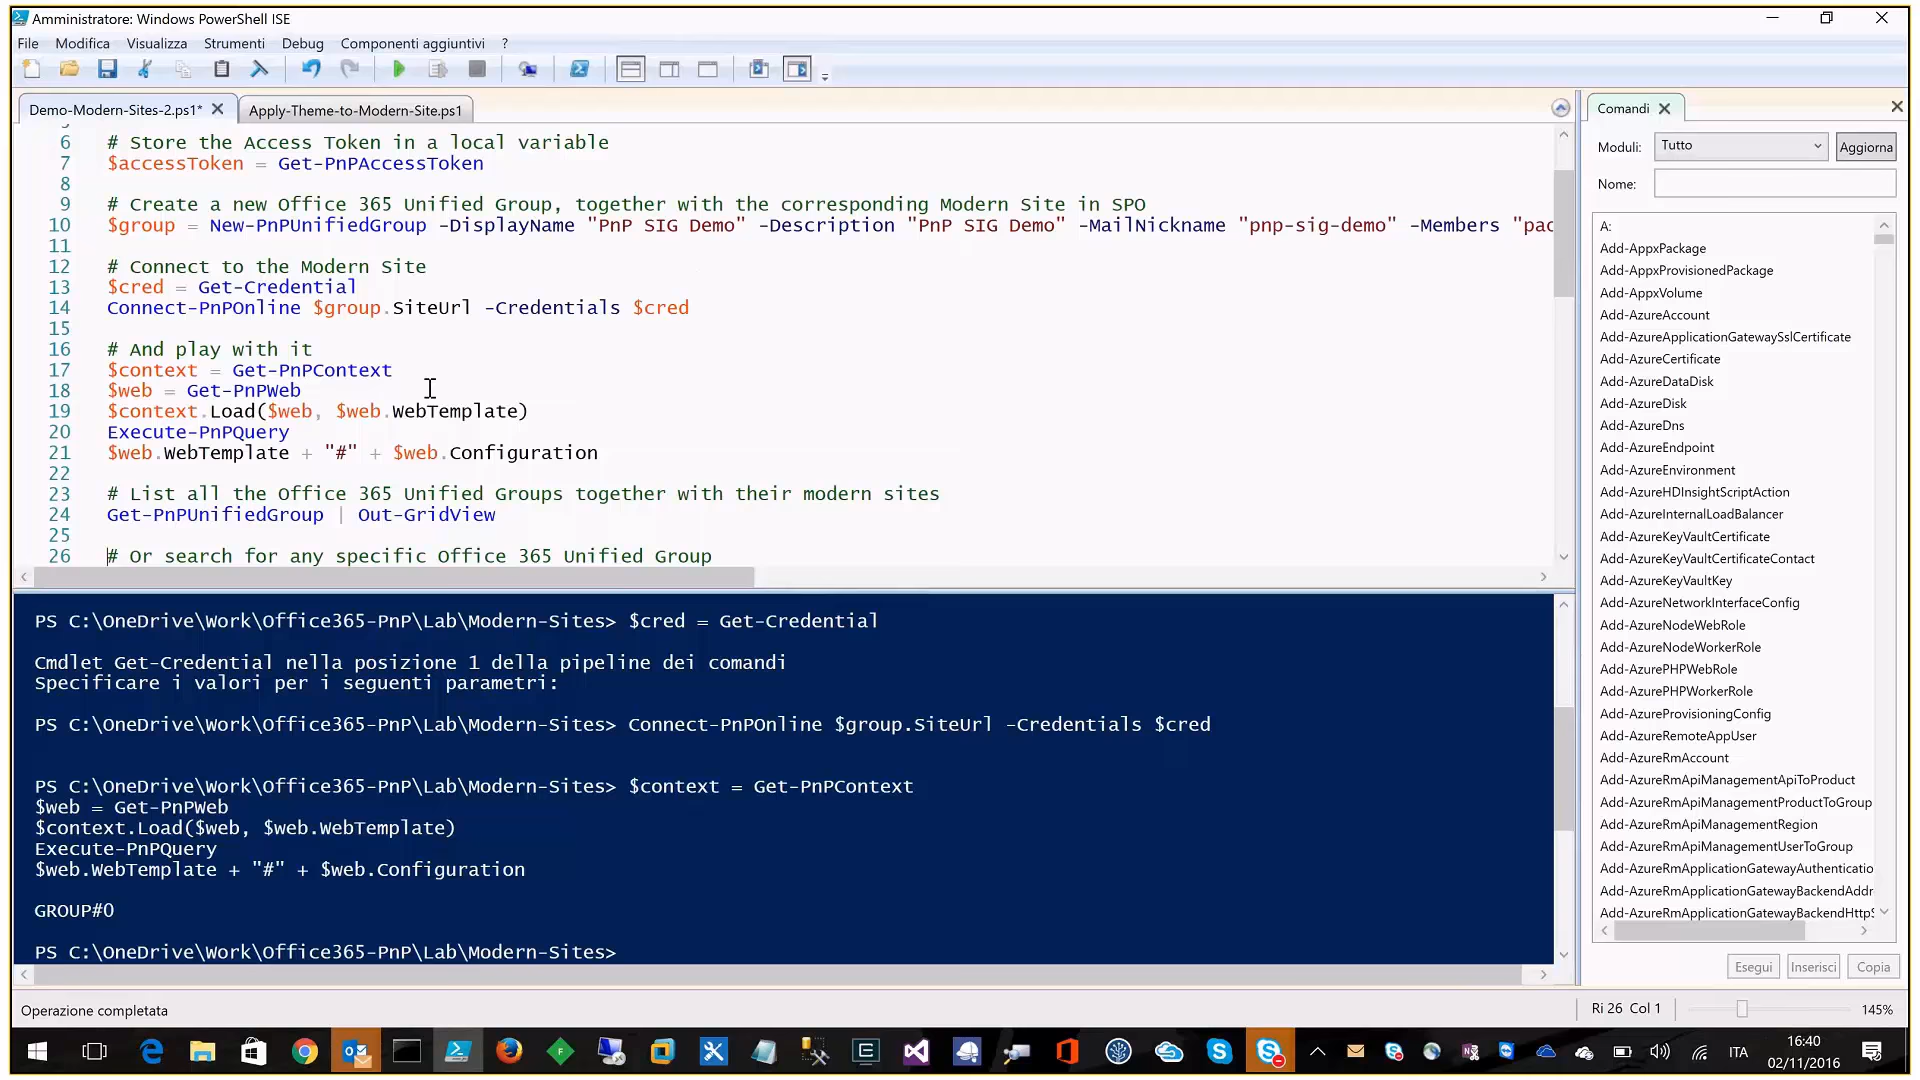 Amministratore: Windows PowerShell ISE
File Modifica Visualizza Strumenti Debug Componenti aggiuntivi ?
Demo-Modern-Sites-2.ps1* Apply-Theme-to-Modern-Site.ps1
6 # Store the Access Token in a local variable
7 $accessToken = Get-PnPAccessToken
8
9 # Create a new Office 365 Unified Group, together with the corresponding Modern Site in SPO
10 $group = New-PnPUnifiedGroup -DisplayName "PnP SIG Demo" -Description "PnP SIG Demo" -MailNickname "pnp-sig-demo" -Members "pac
11
12 # Connect to the Modern Site
13 $cred = Get-Credential
14 Connect-PnPOnline $group.SiteUrl -Credentials $cred
15
16 # And play with it
17 $context = Get-PnPContext
18 $web = Get-PnPWeb
19 $context.Load($web, $web.WebTemplate)
20 Execute-PnPQuery
21 $web.WebTemplate + "#" + $web.Configuration
22
23 # List all the Office 365 Unified Groups together with their modern sites
24 Get-PnPUnifiedGroup | Out-GridView
25
26 # Or search for any specific Office 365 Unified Group
PS C:\OneDrive\Work\Office365-PnP\Lab\Modern-Sites> $cred = Get-Credential
Cmdlet Get-Credential nella posizione 1 della pipeline dei comandi
Specificare i valori per i seguenti parametri:
PS C:\OneDrive\Work\Office365-PnP\Lab\Modern-Sites> Connect-PnPOnline $group.SiteUrl -Credentials $cred
PS C:\OneDrive\Work\Office365-PnP\Lab\Modern-Sites> $context = Get-PnPContext
$web = Get-PnPWeb
$context.Load($web, $web.WebTemplate)
Execute-PnPQuery
$web.WebTemplate + "#" + $web.Configuration
GROUP#0
PS C:\OneDrive\Work\Office365-PnP\Lab\Modern-Sites>
Comandi
Moduli: Tutto Aggiorna
Nome:
A:
Add-AppxPackage
Add-AppxProvisionedPackage
Add-AppxVolume
Add-AzureAccount
Add-AzureApplicationGatewaySslCertificate
Add-AzureCertificate
Add-AzureDataDisk
Add-AzureDisk
Add-AzureDns
Add-AzureEndpoint
Add-AzureEnvironment
Add-AzureHDInsightScriptAction
Add-AzureInternalLoadBalancer
Add-AzureKeyVaultCertificate
Add-AzureKeyVaultCertificateContact
Add-AzureKeyVaultKey
Add-AzureNetworkInterfaceConfig
Add-AzureNodeWebRole
Add-AzureNodeWorkerRole
Add-AzurePHPWebRole
Add-AzurePHPWorkerRole
Add-AzureProvisioningConfig
Add-AzureRemoteAppUser
Add-AzureRmAccount
Add-AzureRmApiManagementApiToProduct
Add-AzureRmApiManagementProductToGroup
Add-AzureRmApiManagementRegion
Add-AzureRmApiManagementUserToGroup
Add-AzureRmApplicationGatewayAuthenticatio
Add-AzureRmApplicationGatewayBackendAddr
Add-AzureRmApplicationGatewayBackendHttpS
Esegui Inserisci Copia
Operazione completata
Ri 26 Col 1 145%
ITA 16:40
02/11/2016